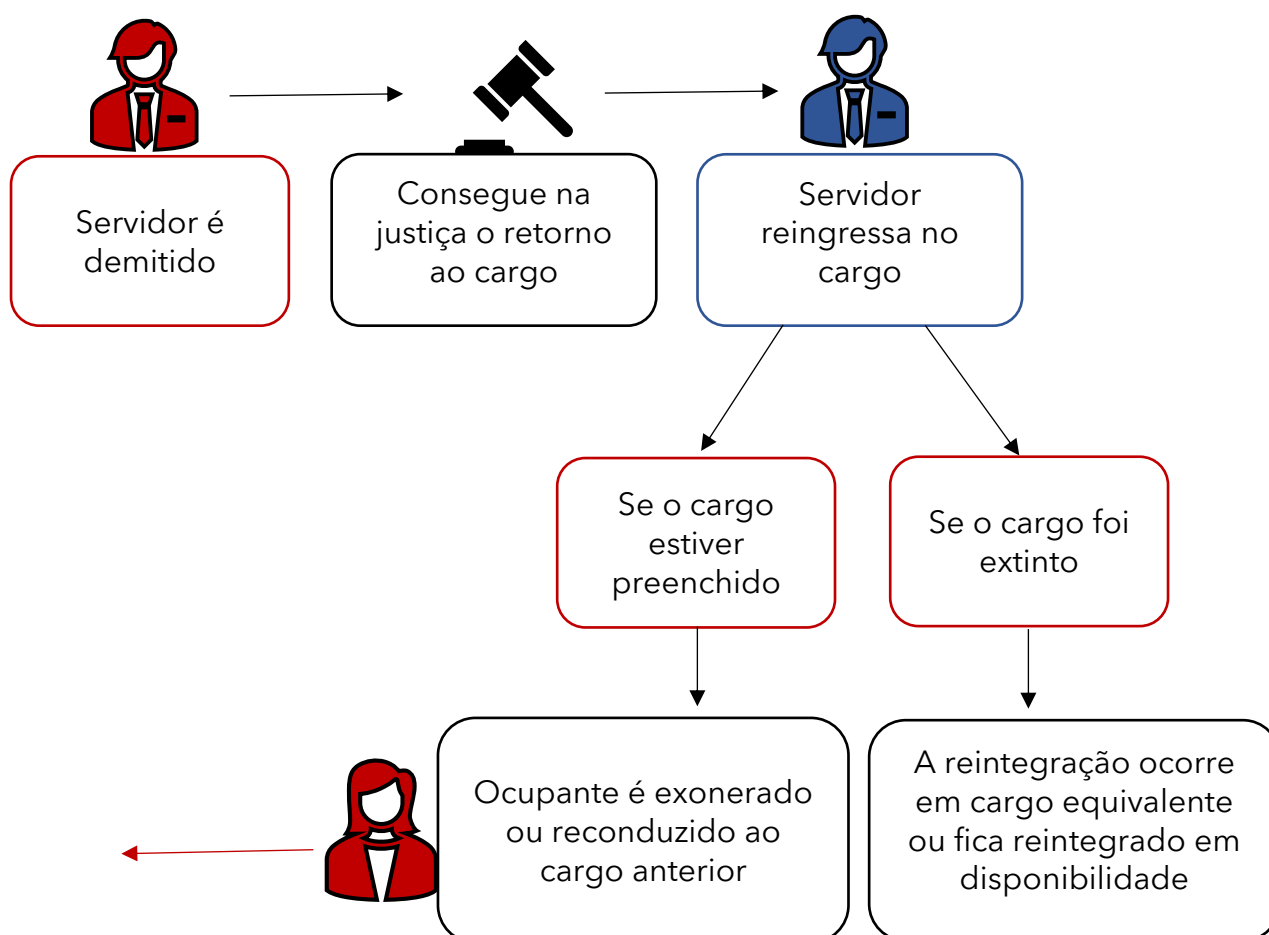 Servidor é
demitido
Consegue na
justiça o retorno
ao cargo
Servidor
reingressa no
cargo
Se o cargo
estiver
preenchido
Se o cargo foi
extinto
Ocupante é exonerado
ou reconduzido ao
cargo anterior
A reintegração ocorre
em cargo equivalente
ou fica reintegrado em
disponibilidade